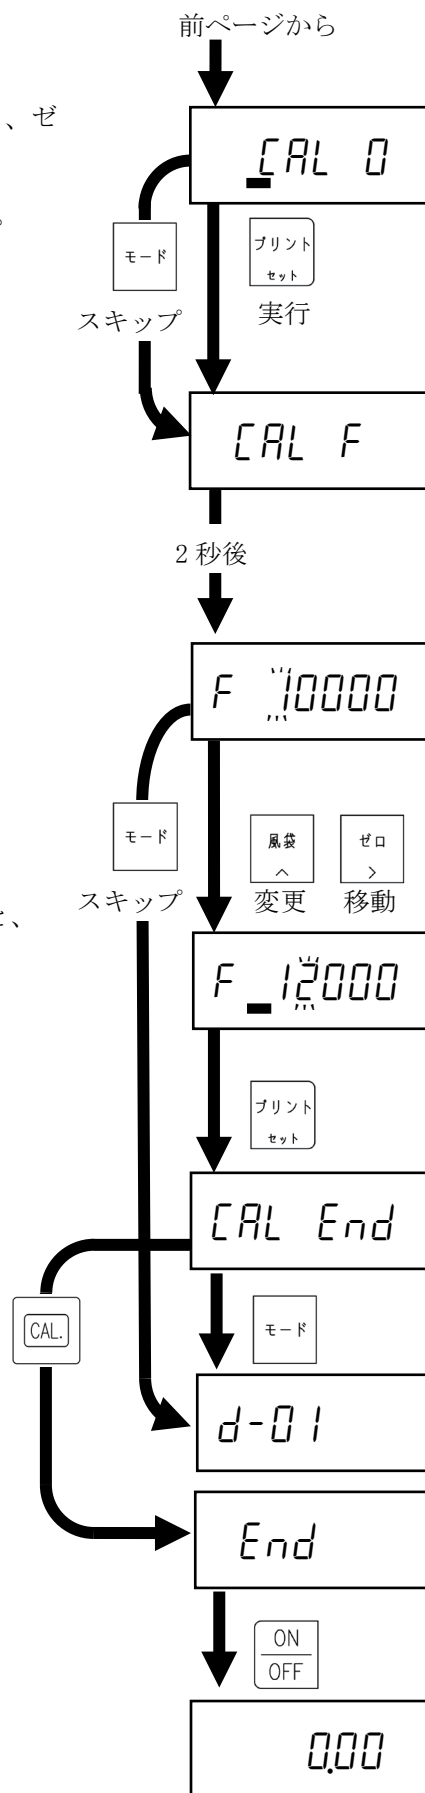 前ページから
、ゼ
CAL 0
モード
プリント
セット
スキップ
実行
CAL F
2秒後
F 10000
モード
風袋
ゼロ
^
>
スキップ
変更
移動
F 12000
プリント
セット
CAL End
CAL.
モード
d-01
End
ON
OFF
0.00